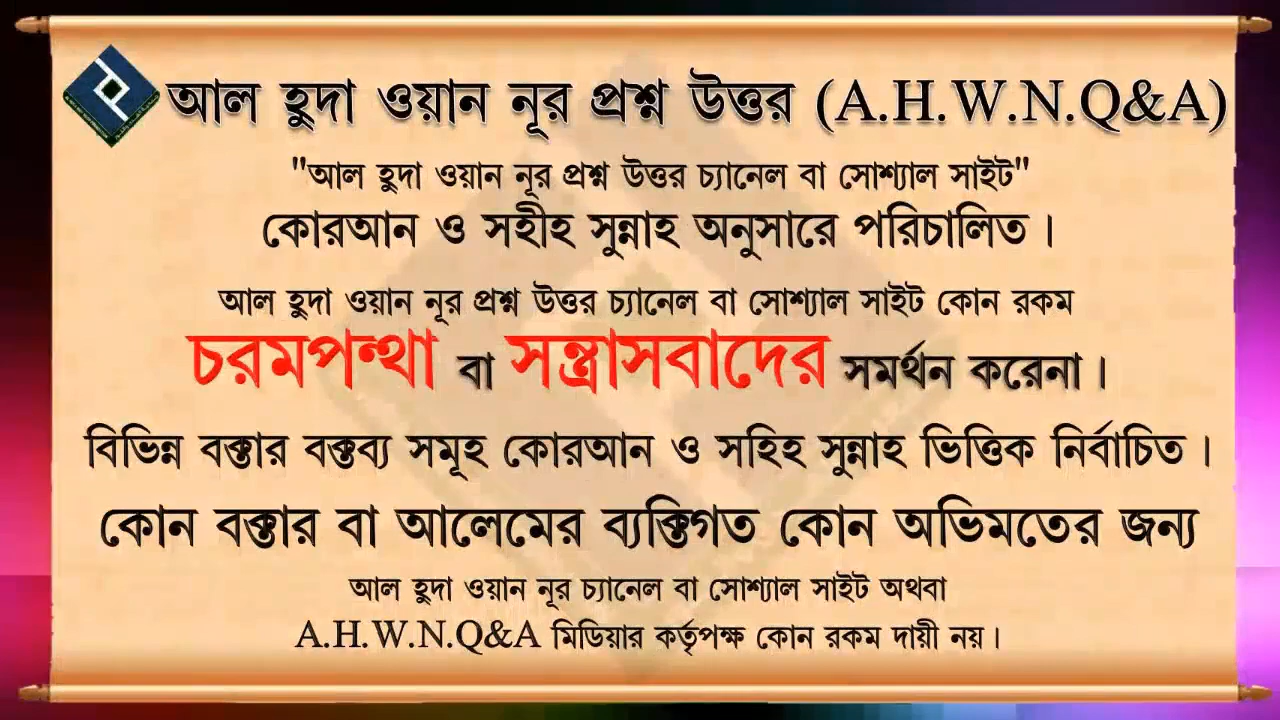 আল হুদা ওয়ান নূর প্রশ্ন উত্তর (A.H.W.N.Q&A)
"আল হুদা ওয়ান নূর প্রশ্ন উত্তর চ্যানেল বা সোশ্যাল সাইট"
কোরআন ও সহীহ সুন্নাহ অনুসারে পরিচালিত।
আল হুদা ওয়ান নূর প্রশ্ন উত্তর চ্যানেল বা সোশ্যাল সাইট কোন রকম
চরমপন্থা বা সন্ত্রাসবাদের সমর্থন করেনা।
বিভিন্ন বক্তার বক্তব্য সমূহ কোরআন ও সহিহ সুন্নাহ ভিত্তিক নির্বাচিত।
কোন বক্তার বা আলেমের ব্যক্তিগত কোন অভিমতের জন্য
আল হুদা ওয়ান নূর চ্যানেল বা সোশ্যাল সাইট অথবা
A.H.W.N.Q&A মিডিয়ার কর্তৃপক্ষ কোন রকম দায়ী নয়।